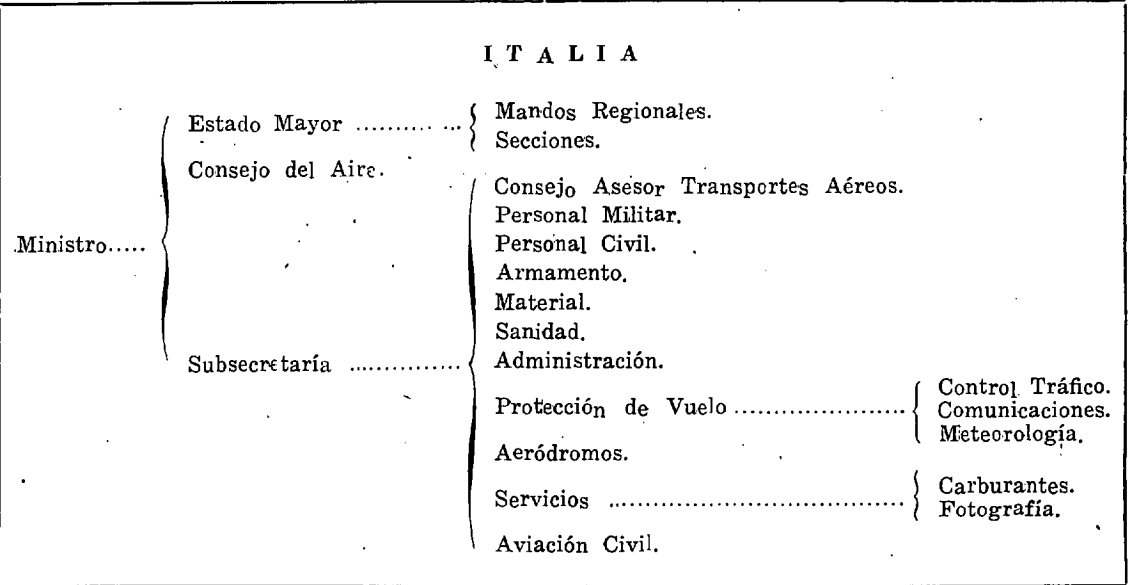 I T A L I A
Estado Mayor ..............
Mandos Regionales.
Secciones.
Consejo del Aire.
Ministro.....
Consejo Asesor Transportes Aéreos.
Personal Militar.
Personal Civil.
Armamento.
Material.
Sanidad.
Subsecretaría ...............
Administración.
Protección de Vuelo .......................
Control Tráfico.
Comunicaciones.
Meteorología.
Aeródromos.
Servicios ......................................
Carburantes.
Fotografía.
Aviación Civil.